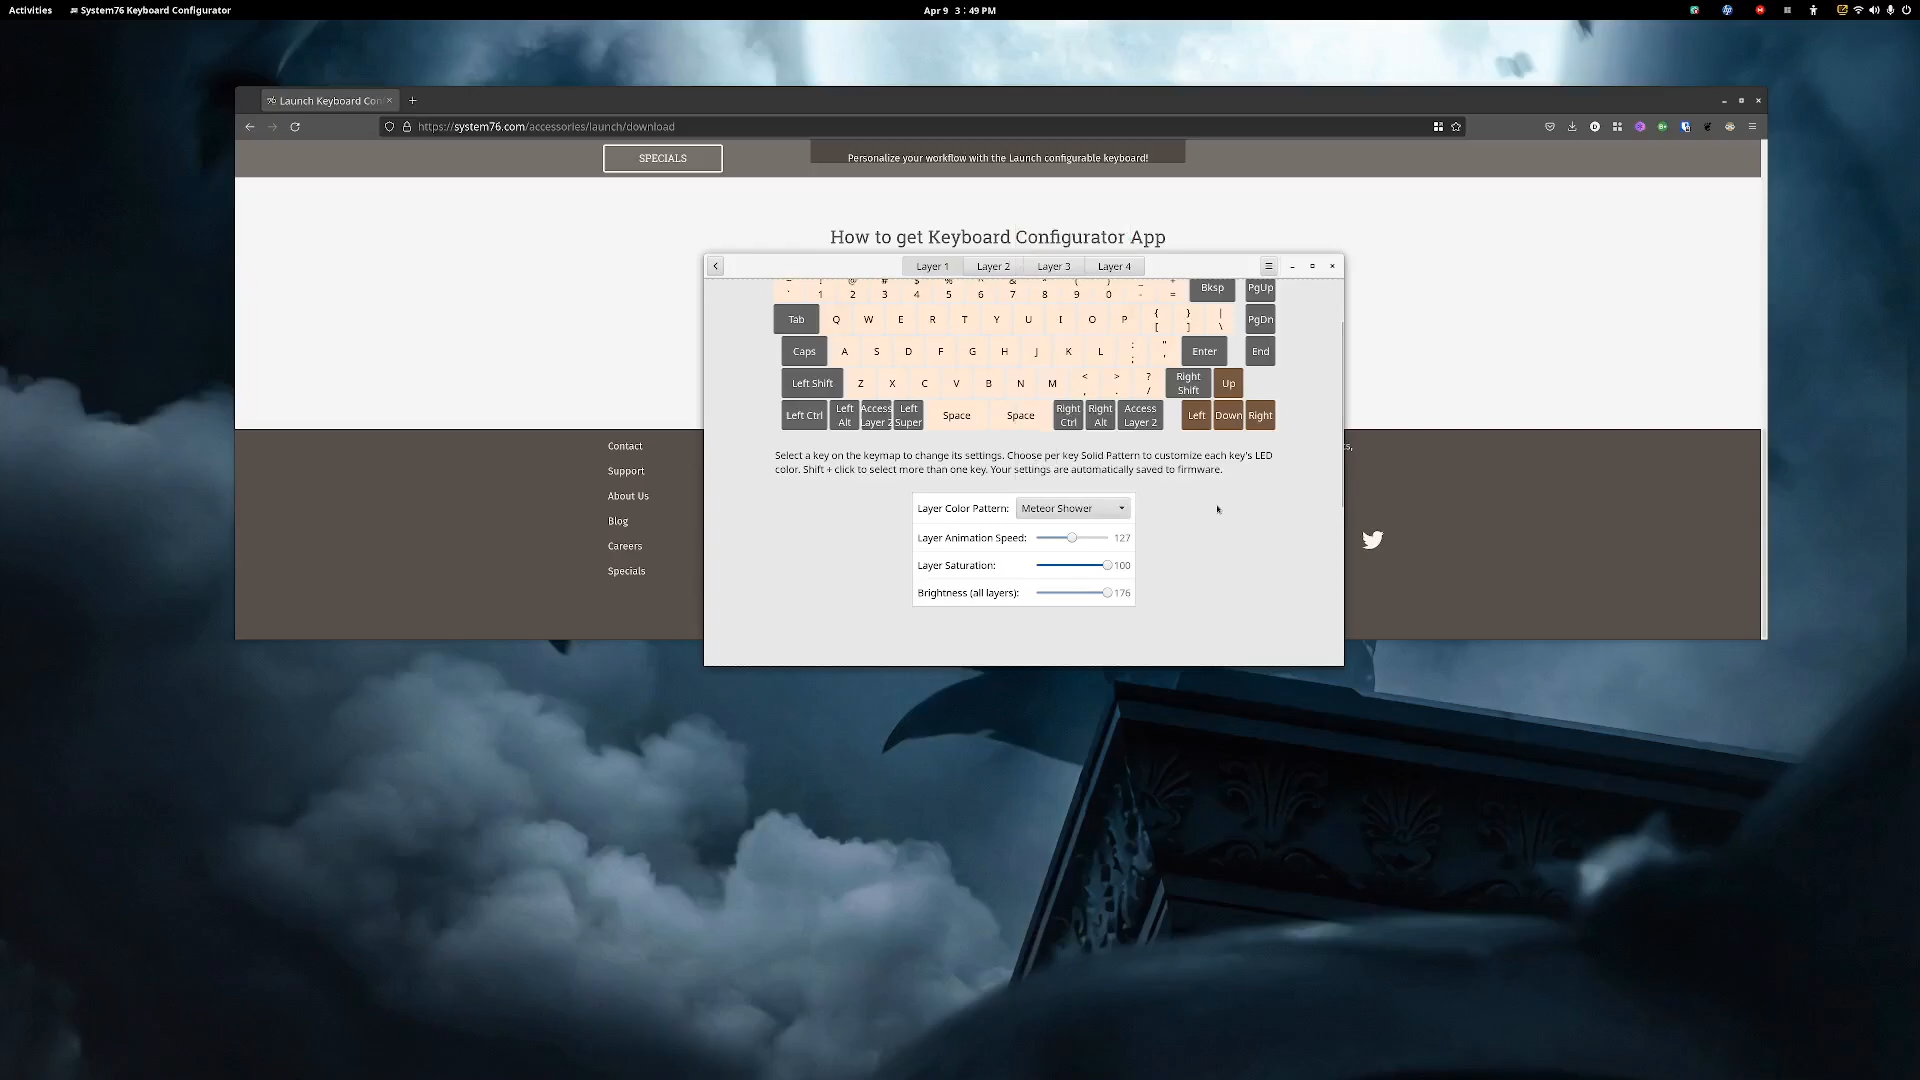 Activities
System76 Keyboard Configurator
Apr 9 3:49 PM
Launch Keyboard Con
https://system76.com/accessories/launch/download
SPECIALS
Personalize your workflow with the Launch configurable keyboard!
How to get Keyboard Configurator App
Layer 1 Layer 2 Layer 3 Layer 4
` 1 2 3 4 5 6 7 8 9 0 - = Bksp PgUp
Tab Q W E R T Y U I O P { [ } ] | \ PgDn
Caps A S D F G H J K L : ; " ' Enter End
Left Shift Z X C V B N M < , > . ? / Right Shift Up
Left Ctrl Left Alt Access Layer 2 Left Super Space Space Right Ctrl Right Alt Access Layer 2 Left Down Right
Select a key on the keymap to change its settings. Choose per key Solid Pattern to customize each key's LED
color. Shift + click to select more than one key. Your settings are automatically saved to firmware.
Layer Color Pattern: Meteor Shower
Layer Animation Speed: 127
Layer Saturation: 100
Brightness (all layers): 176
Contact
Support
About Us
Blog
Careers
Specials